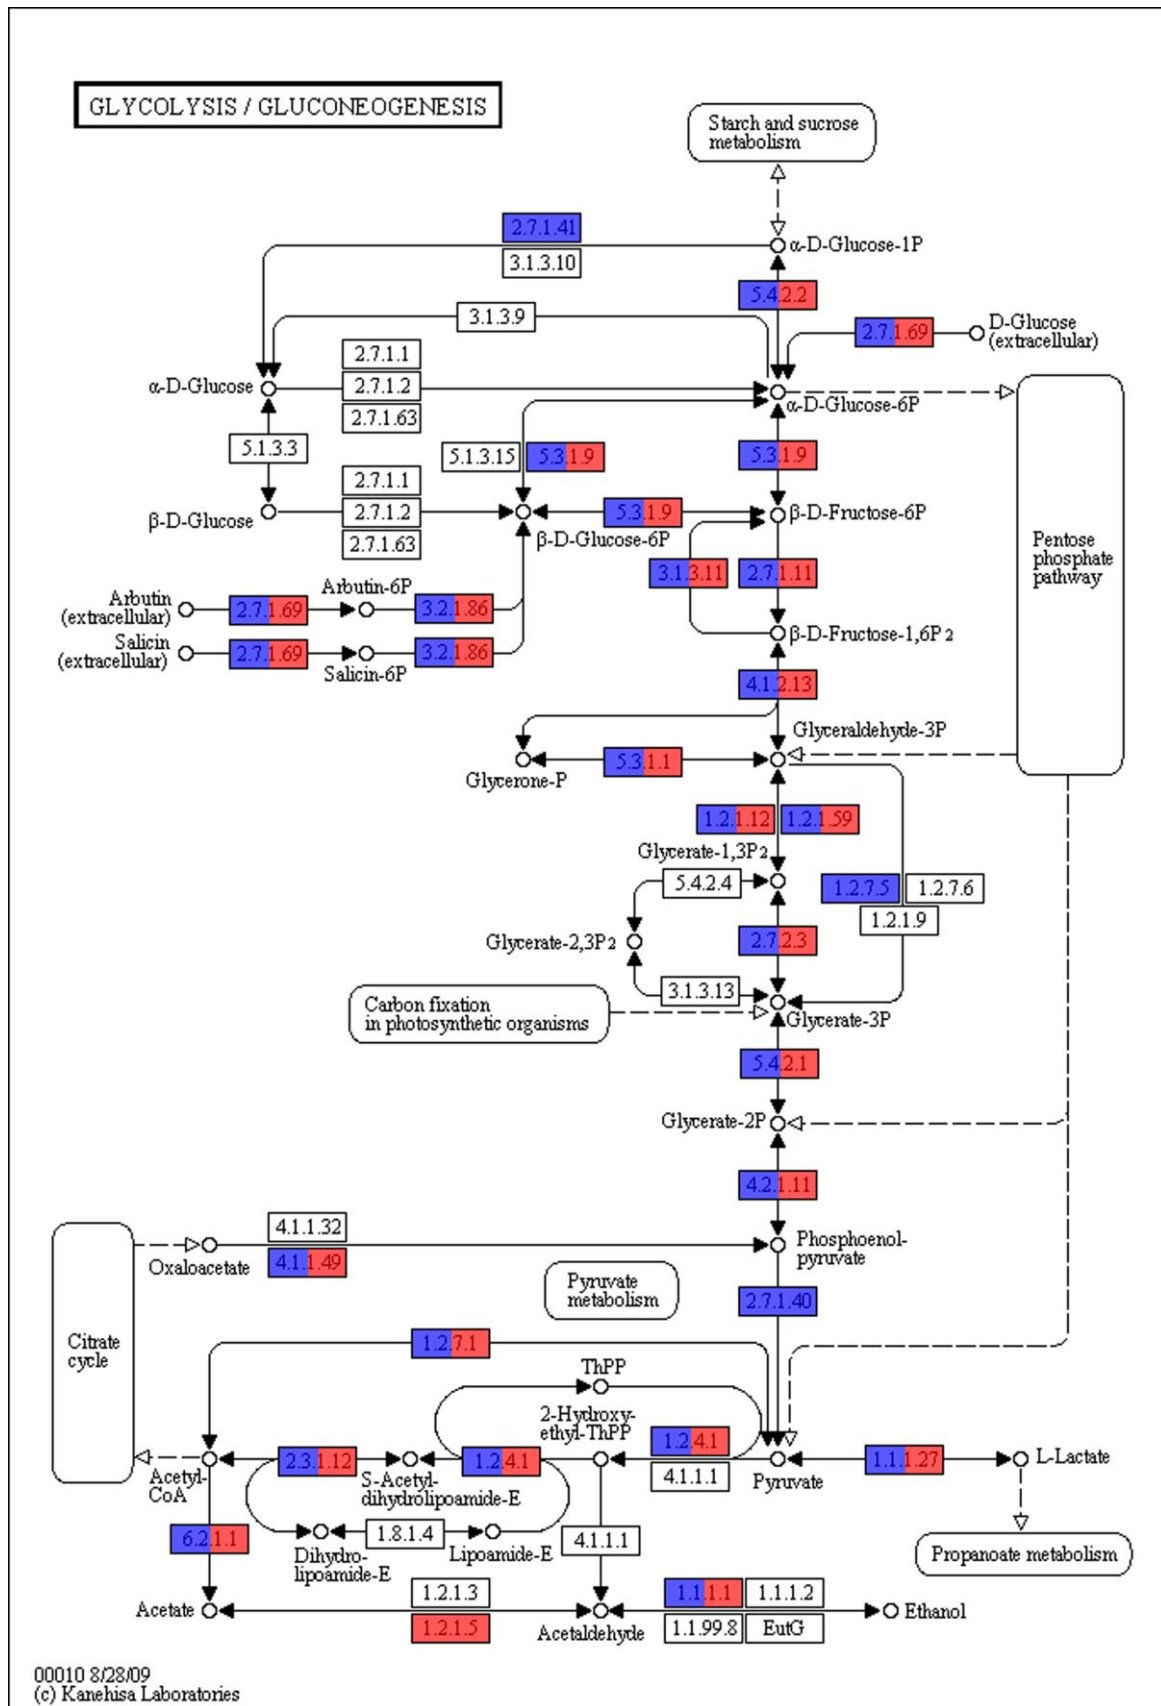 GLYCOLYSIS / GLUCONEOGENESIS
Starch and sucrose
metabolism
2.7.1.41
α-D-Glucose-1P
3.1.3.10
5.4.2.2
3.1.3.9
2.7.1.69
D-Glucose
(extracellular)
2.7.1.1
α-D-Glucose
2.7.1.2
α-D-Glucose-6P
2.7.1.63
5.1.3.3
5.1.3.15
5.3.1.9
5.3.1.9
2.7.1.1
β-D-Glucose
2.7.1.2
5.3.1.9
β-D-Fructose-6P
β-D-Glucose-6P
2.7.1.63
Pentose
phosphate
pathway
3.1.3.11
2.7.1.11
Arbutin-6P
Arbutin
(extracellular)
2.7.1.69
3.2.1.86
β-D-Fructose-1,6P2
Salicin
(extracellular)
2.7.1.69
3.2.1.86
Salicin-6P
4.1.2.13
Glyceraldehyde-3P
5.3.1.1
Glycerone-P
1.2.1.12
1.2.1.59
Glycerate-1,3P2
5.4.2.4
1.2.7.5
1.2.7.6
1.2.1.9
Glycerate-2,3P2
2.7.2.3
3.1.3.13
Carbon fixation
in photosynthetic organisms
Glycerate-3P
5.4.2.1
Glycerate-2P
4.2.1.11
4.1.1.32
Oxaloacetate
4.1.1.49
Phosphoenol-
pyruvate
Pyruvate
metabolism
2.7.1.40
Citrate
cycle
1.2.7.1
ThPP
2-Hydroxy-
ethyl-ThPP
1.2.4.1
2.3.1.12
1.2.4.1
4.1.1.1
1.1.1.27
L-Lactate
Acetyl-
CoA
S-Acetyl-
dihydrolipoamide-E
Pyruvate
6.2.1.1
1.8.1.4
4.1.1.1
Dihydro-
lipoamide-E
Lipoamide-E
Propanoate metabolism
1.2.1.3
1.1.1.1
1.1.1.2
Acetate
Ethanol
1.2.1.5
Acetaldehyde
1.1.99.8
EutG
00010 8/28/09
(c) Kanehisa Laboratories